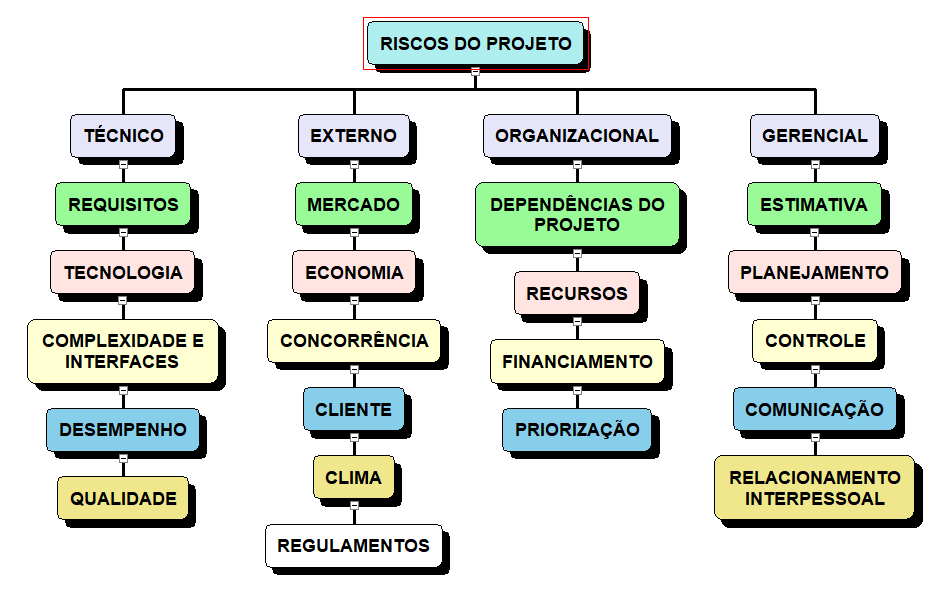 RISCOS DO PROJETO
TÉCNICO
EXTERNO
ORGANIZACIONAL
GERENCIAL
REQUISITOS
MERCADO
DEPENDÊNCIAS DO
PROJETO
ESTIMATIVA
TECNOLOGIA
ECONOMIA
RECURSOS
PLANEJAMENTO
COMPLEXIDADE E
INTERFACES
CONCORRÊNCIA
FINANCIAMENTO
CONTROLE
DESEMPENHO
CLIENTE
PRIORIZAÇÃO
COMUNICAÇÃO
QUALIDADE
CLIMA
RELACIONAMENTO
INTERPESSOAL
REGULAMENTOS